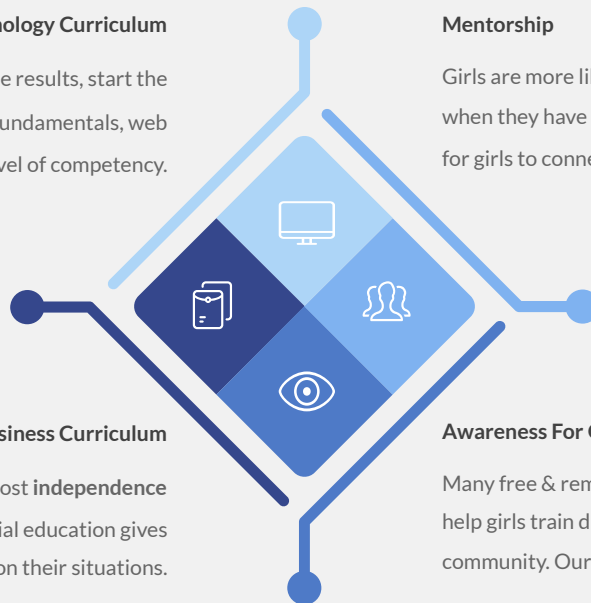 nology Curriculum
e results, start the
undamentals, web
vel of competency.
Mentorship
Girls are more li
when they have
for girls to conne
siness Curriculum
ost independence
ial education gives
on their situations.
Awareness For
Many free & rem
help girls train d
community. Our